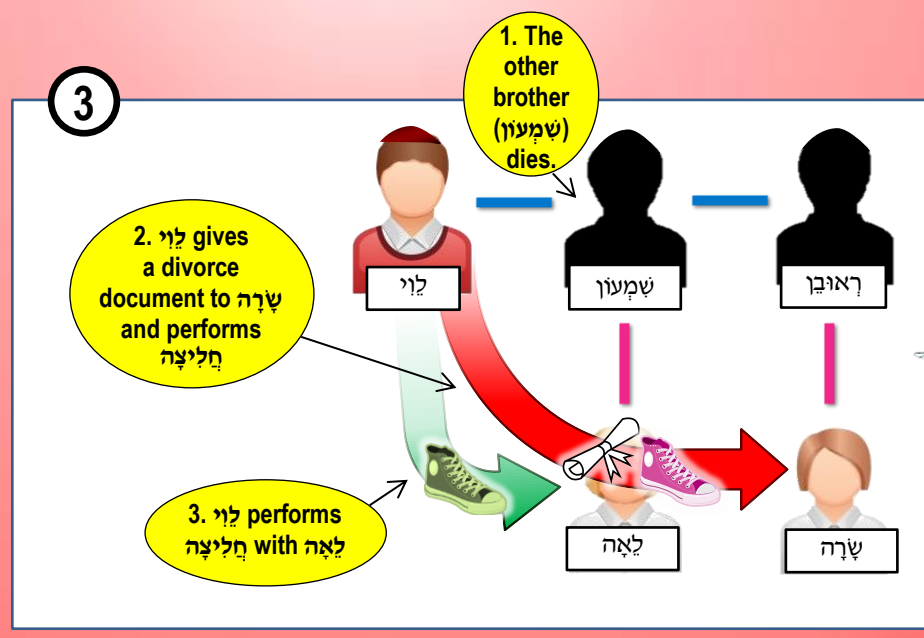 3
1. The
other
brother
(שִׁמְעוֹן)
dies.
2. לֵוִי gives
a divorce
document to שָׂרָה
and performs
חֲלִיצָה
3. לֵוִי performs
חֲלִיצָה with לֵאָה
לֵוִי
שִׁמְעוֹן
רְאוּבֵן
לֵאָה
שָׂרָה